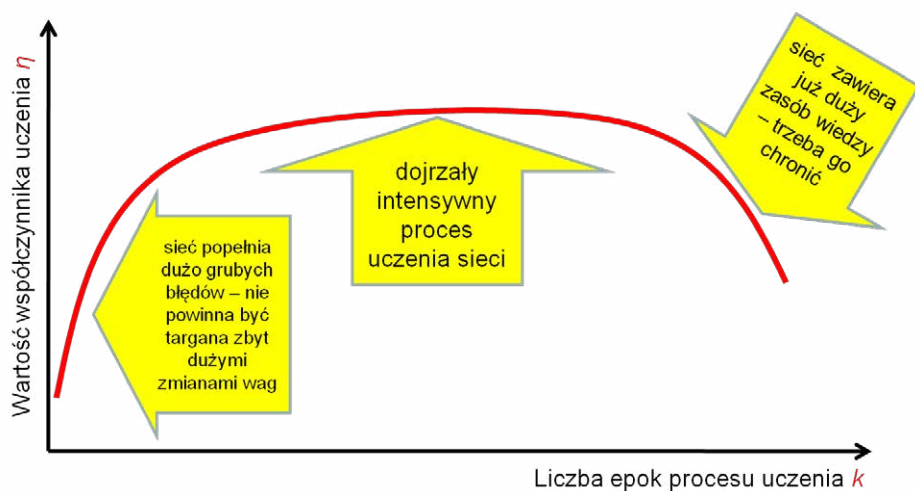 Wartość współczynnika uczenia η
sieć popełnia
dużo grubych
błędów – nie
powinna być
targana zbyt
dużymi
zmianami wag
dojrzały
intensywny
proces
uczenia sieci
sieć zawiera
już duży
zasób wiedzy
– trzeba go
chronić
Liczba epok procesu uczenia k